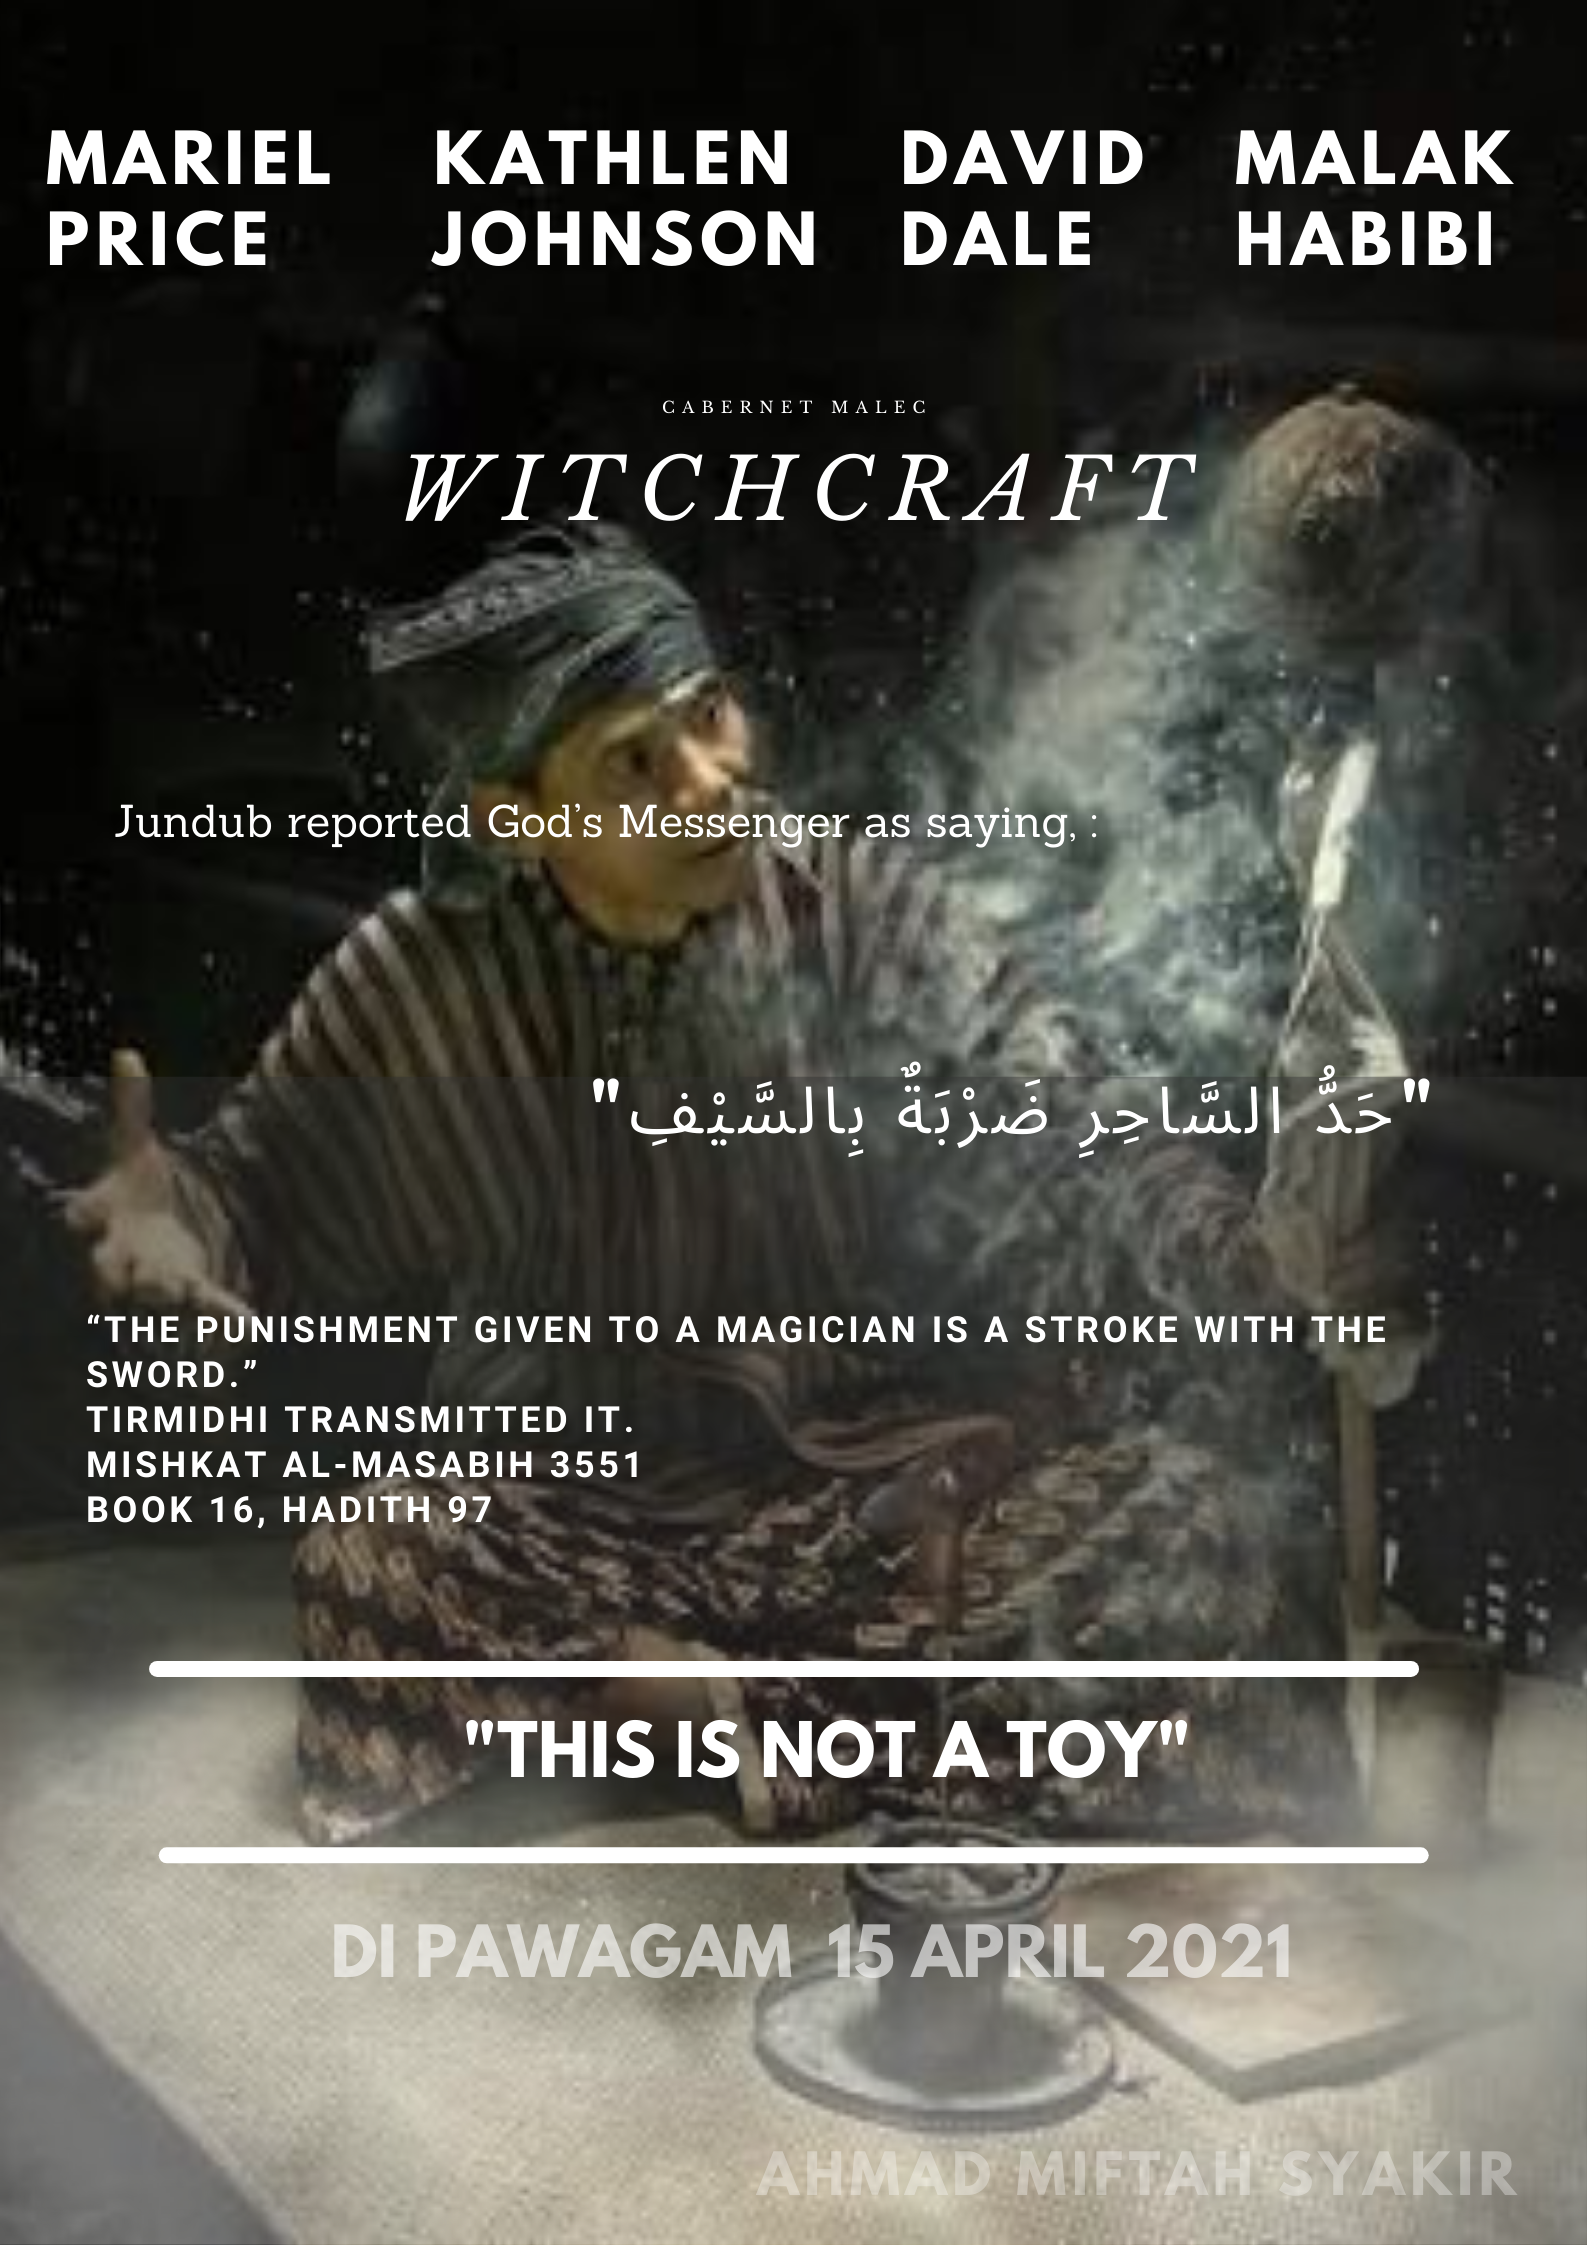 MARIEL PRICE
KATHLEN JOHNSON
DAVID DALE
MALAK HABIBI
CABERNET MALEC
WITCHCRAFT
Jundub reported God’s Messenger as saying, :
"حَدُّ السَّاحِرِ ضَرْبَةٌ بِالسَّيْفِ"
“THE PUNISHMENT GIVEN TO A MAGICIAN IS A STROKE WITH THE
SWORD.”
TIRMIDHI TRANSMITTED IT.
MISHKAT AL-MASABIH 3551
BOOK 16, HADITH 97
"THIS IS NOT A TOY"
DI PAWAGAM 15 APRIL 2021
AHMAD MIFTAH SYAKIR